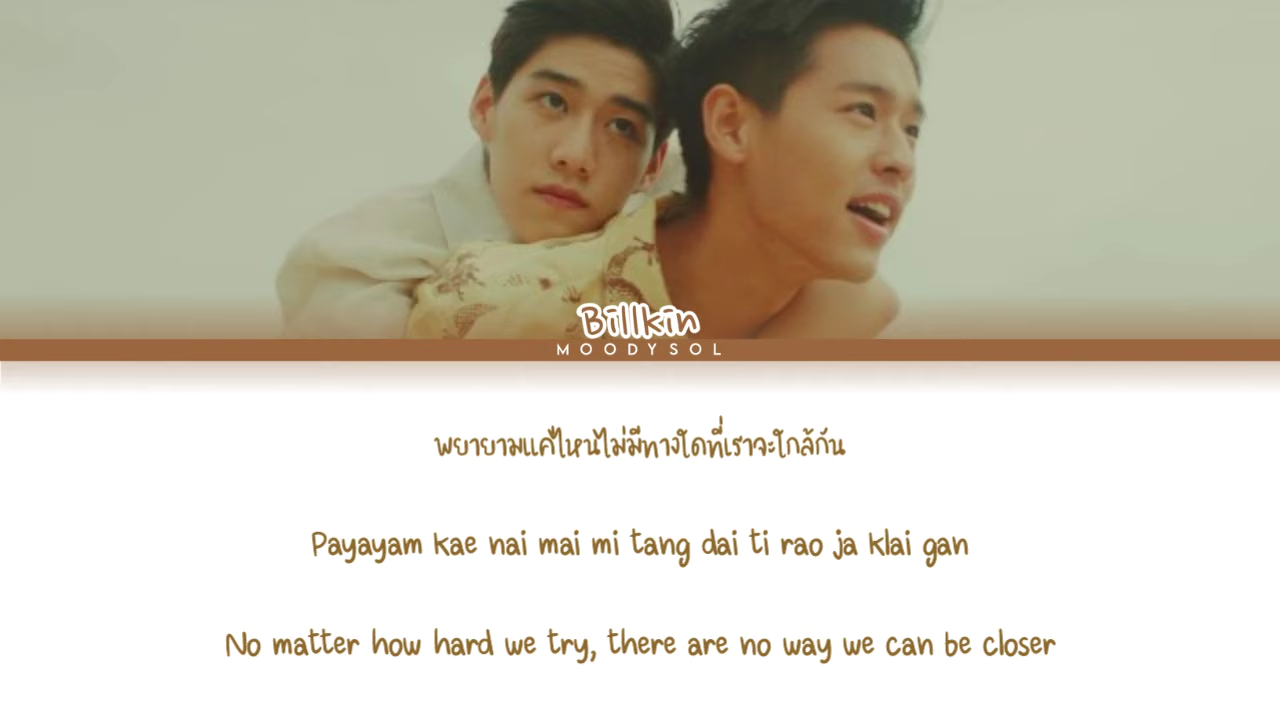 Billkin
MOODYSOL
พยายามแค่ไหนไม่มีทางใดที่เราจะใกล้กัน
Payayam kae nai mai mi tang dai ti rao ja klai gan
No matter how hard we try, there are no way we can be closer